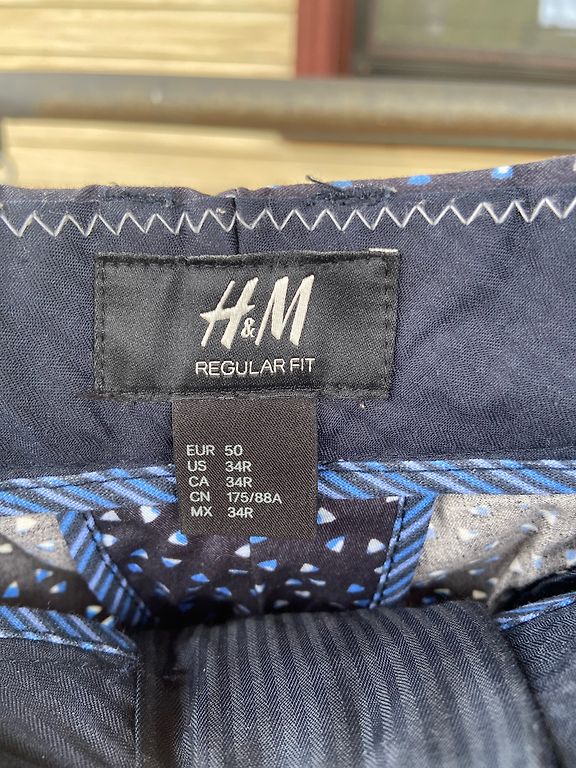 H&M
REGULAR FIT
EUR 50
US 34R
CA 34R
CN 175/88A
MX 34R